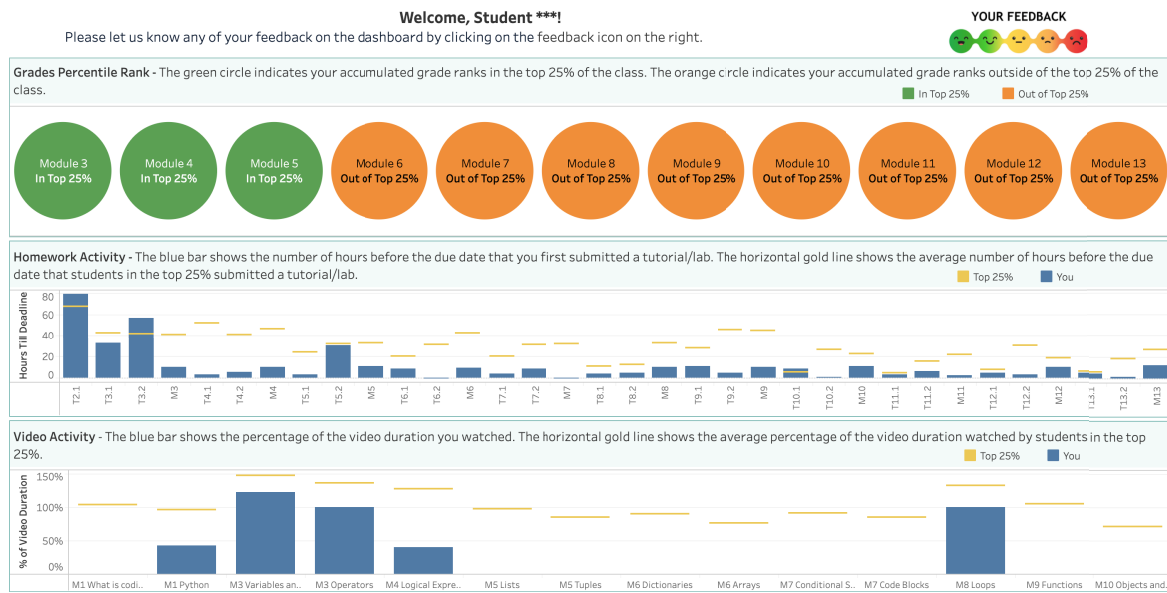 Welcome, Student ***!
Please let us know any of your feedback on the dashboard by clicking on the feedback icon on the right.
YOUR FEEDBACK
Grades Percentile Rank - The green circle indicates your accumulated grade ranks in the top 25% of the class. The orange circle indicates your accumulated grade ranks outside of the top 25% of the
class.
In Top 25% Out of Top 25%
Module 3 Module 4 Module 5 Module 6 Module 7 Module 8 Module 9 Module 10 Module 11 Module 12 Module 13
In Top 25% In Top 25% In Top 25% Out of Top 25% Out of Top 25% Out of Top 25% Out of Top 25% Out of Top 25% Out of Top 25% Out of Top 25% Out of Top 25%
Homework Activity - The blue bar shows the number of hours before the due date that you first submitted a tutorial/lab. The horizontal gold line shows the average number of hours before the due
date that students in the top 25% submitted a tutorial/lab.
Top 25% You
Hours Till Deadline
80
60
40
20
0
T2.1 T3.1 T3.2 M3 T4.1 T4.2 M4 T5.1 T5.2 M5 T6.1 T6.2 M6 T7.1 T7.2 M7 T8.1 T8.2 M8 T9.1 T9.2 M9 T10.1 T10.2 M10 T11.1 T11.2 M11 T12.1 T12.2 M12 T13.1 T13.2 M13
Video Activity - The blue bar shows the percentage of the video duration you watched. The horizontal gold line shows the average percentage of the video duration watched by students in the top
25%.
Top 25% You
% of Video Duration
150%
100%
50%
0%
M1 What is codi.. M1 Python M3 Variables an.. M3 Operators M4 Logical Expre.. M5 Lists M5 Tuples M6 Dictionaries M6 Arrays M7 Conditional S.. M7 Code Blocks M8 Loops M9 Functions M10 Objects and.